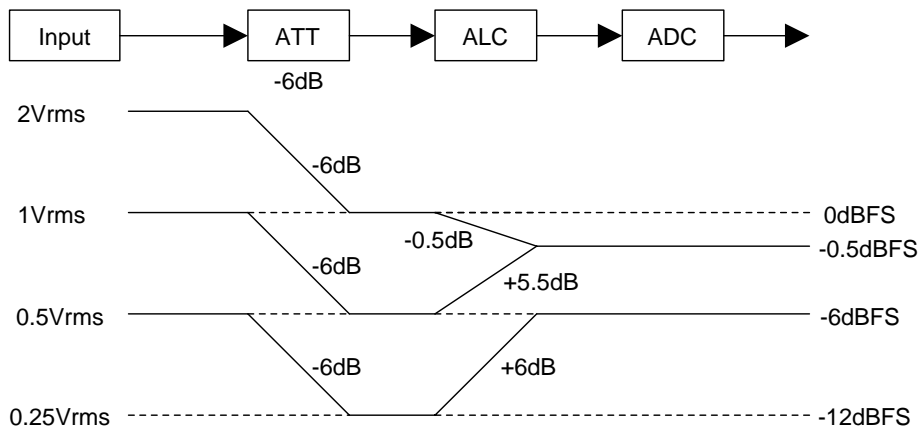 Input ATT ALC ADC
-6dB
2Vrms
-6dB
1Vrms 0dBFS
-0.5dB -0.5dBFS
-6dB +5.5dB
0.5Vrms -6dBFS
-6dB +6dB
0.25Vrms -12dBFS